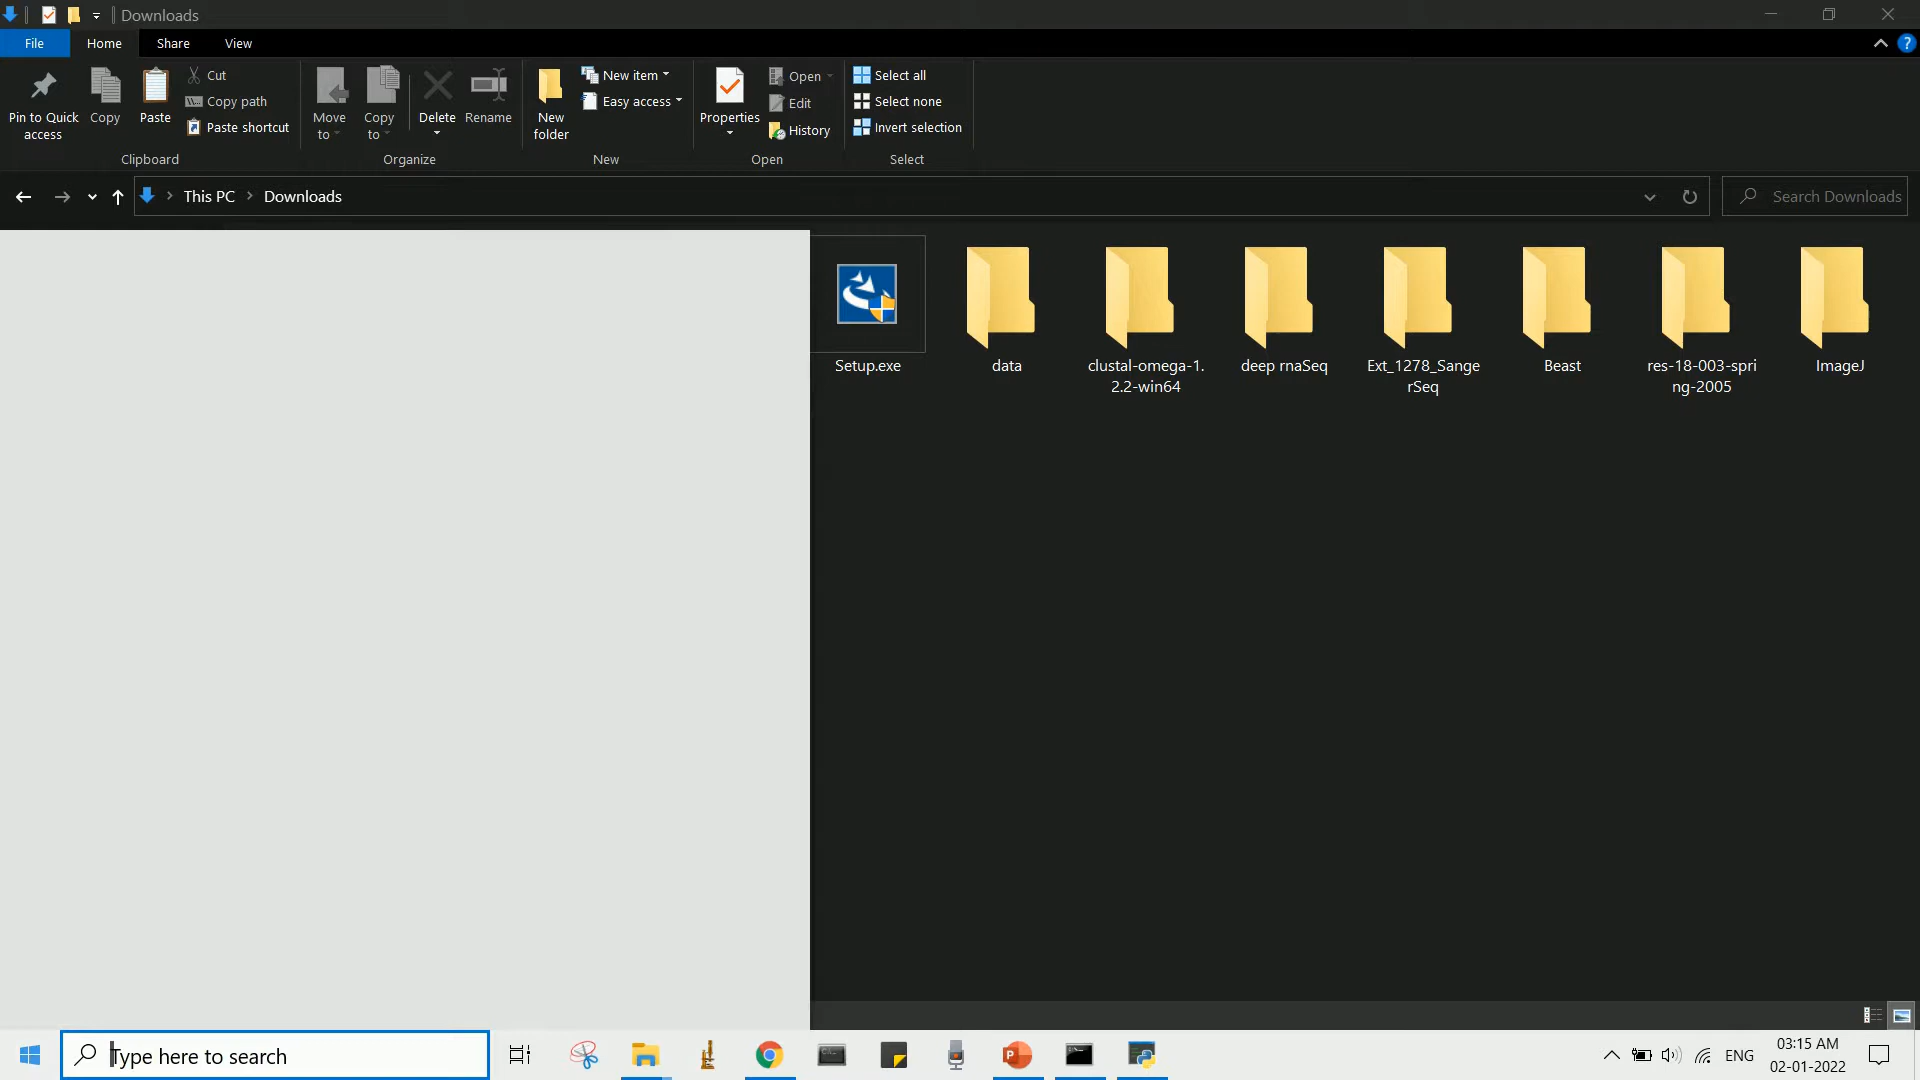 Downloads
File Home Share View
Pin to Quick access
Copy
Paste
Cut
Copy path
Paste shortcut
Clipboard
Move to
Copy to
Delete
Rename
Organize
New folder
New item
Easy access
New
Properties
Open
Edit
History
Open
Select all
Select none
Invert selection
Select
This PC Downloads
Search Downloads
Setup.exe
data
clustal-omega-1.
2.2-win64
deep rnaSeq
Ext_1278_Sange
rSeq
Beast
res-18-003-spri
ng-2005
ImageJ
Type here to search
ENG
03:15 AM
02-01-2022